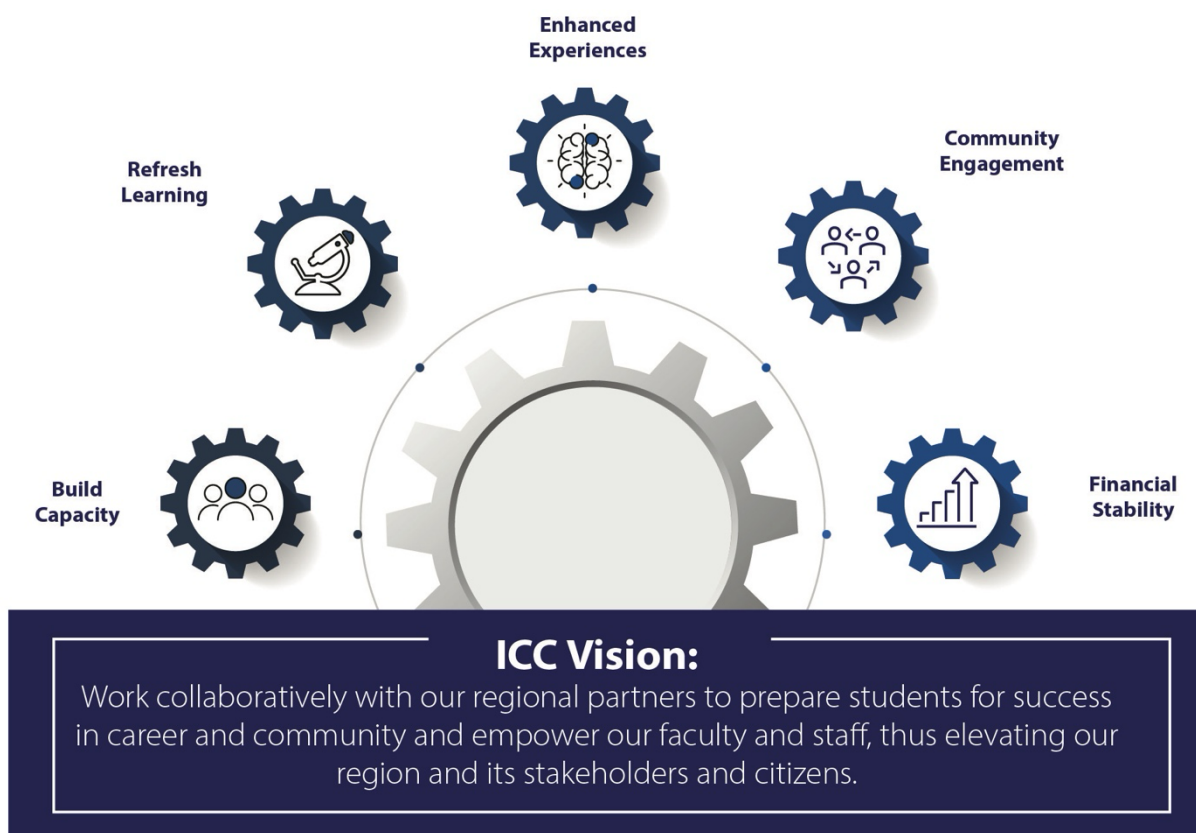 Enhanced
Experiences
Community
Engagement
Refresh
Learning
Build
Capacity
Financial
Stability
ICC Vision:
Work collaboratively with our regional partners to prepare students for success
in career and community and empower our faculty and staff, thus elevating our
region and its stakeholders and citizens.